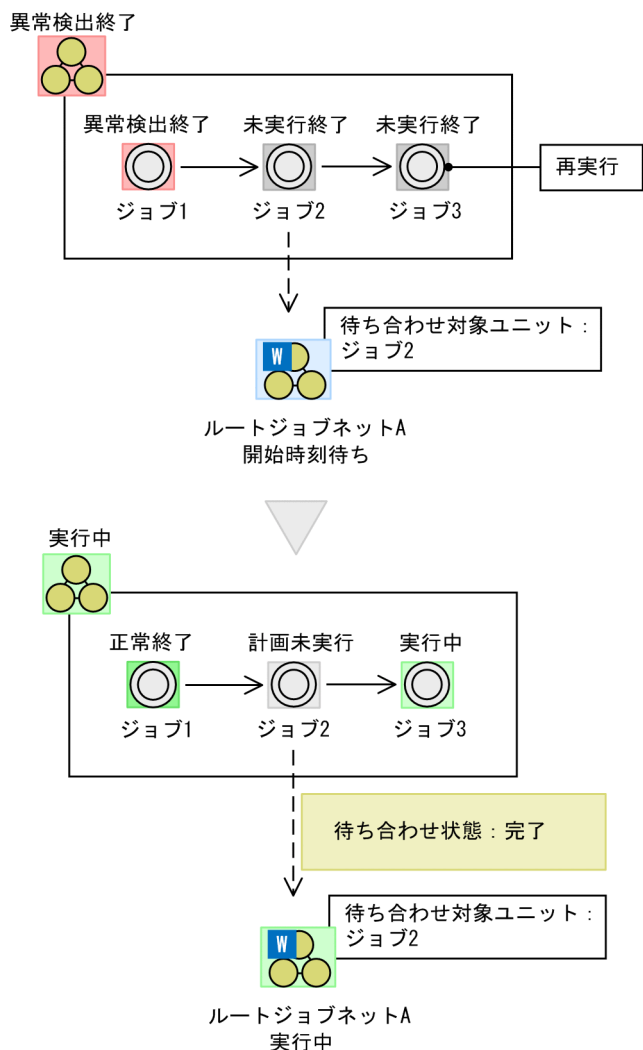 異常検出終了
異常検出終了
未実行終了
未実行終了
再実行
ジョブ1
ジョブ2
ジョブ3
待ち合わせ対象ユニット：
ジョブ2
W
ルートジョブネットA
開始時刻待ち
実行中
正常終了
計画未実行
実行中
ジョブ1
ジョブ2
ジョブ3
待ち合わせ状態：完了
待ち合わせ対象ユニット：
ジョブ2
W
ルートジョブネットA
実行中